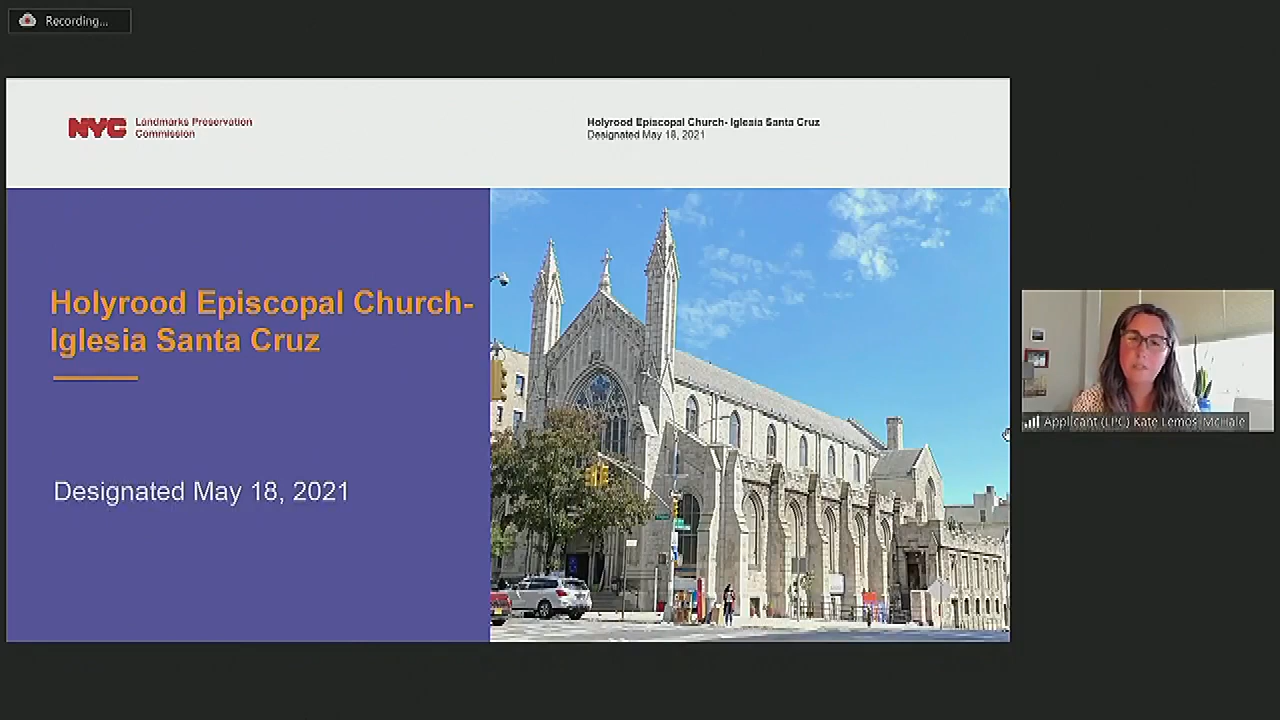 Recording...
NYC Landmarks Preservation
Commission
Holyrood Episcopal Church- Iglesia Santa Cruz
Designated May 18, 2021
Holyrood Episcopal Church-
Iglesia Santa Cruz
Designated May 18, 2021
Applicant (LPC) Kate Lemos McHale